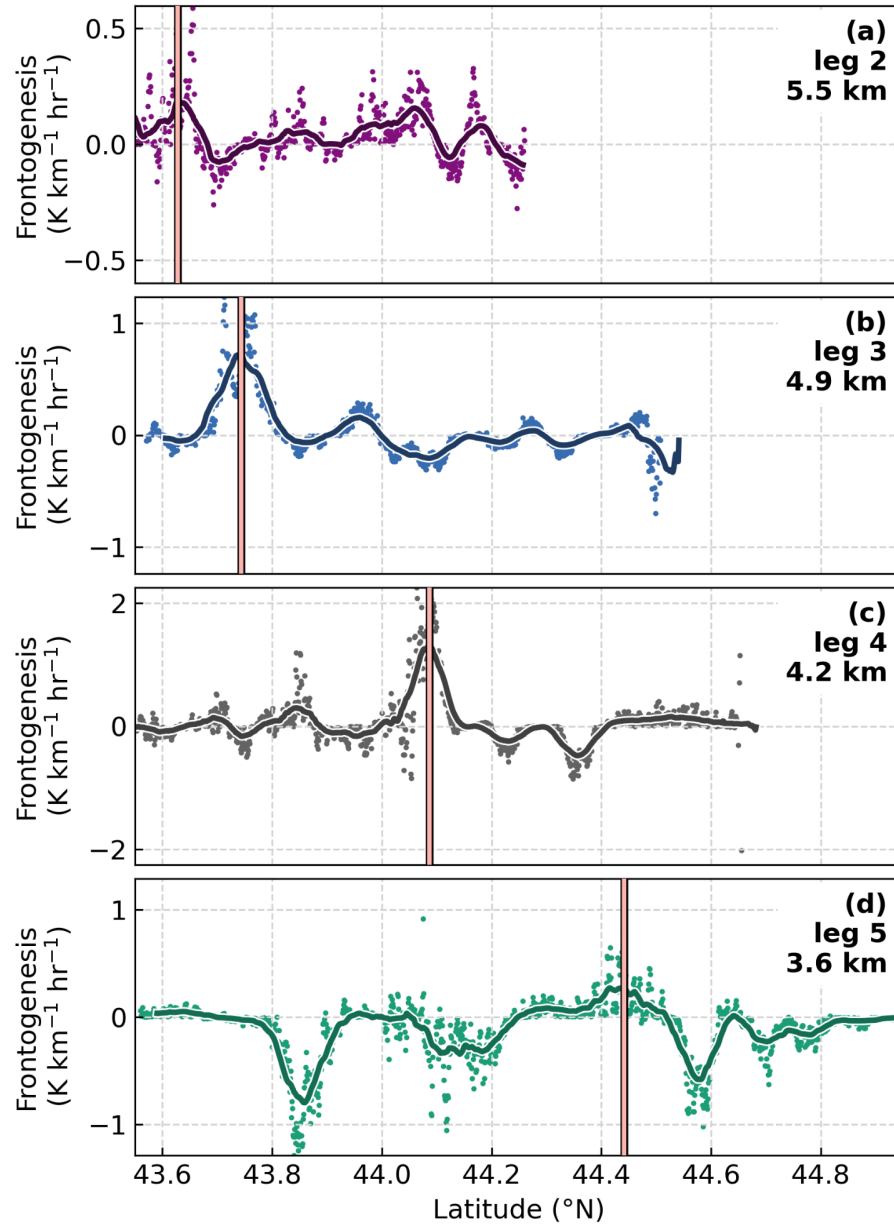 Frontogenesis
(K km⁻¹ hr⁻¹)
0.5
0.0
−0.5
(a)
leg 2
5.5 km
Frontogenesis
(K km⁻¹ hr⁻¹)
1
0
−1
(b)
leg 3
4.9 km
Frontogenesis
(K km⁻¹ hr⁻¹)
2
0
−2
(c)
leg 4
4.2 km
Frontogenesis
(K km⁻¹ hr⁻¹)
1
0
−1
(d)
leg 5
3.6 km
43.6 43.8 44.0 44.2 44.4 44.6 44.8
Latitude (°N)